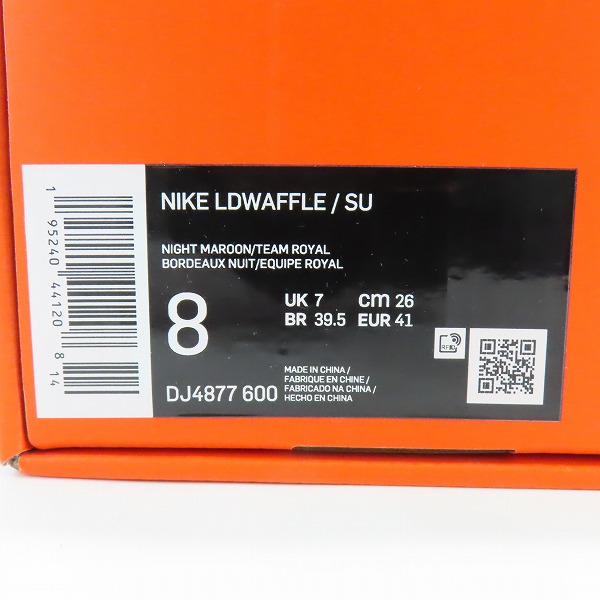 NIKE LDWAFFLE / SU
NIGHT MAROON/TEAM ROYAL
BORDEAUX NUIT/EQUIPE ROYAL
8
UK 7 cm 26
BR 39.5 EUR 41
DJ4877 600
MADE IN CHINA /
FABRIQUE EN CHINE /
FABRICADO NA CHINA /
HECHO EN CHINA
RFID
1 95240 44120 8 14